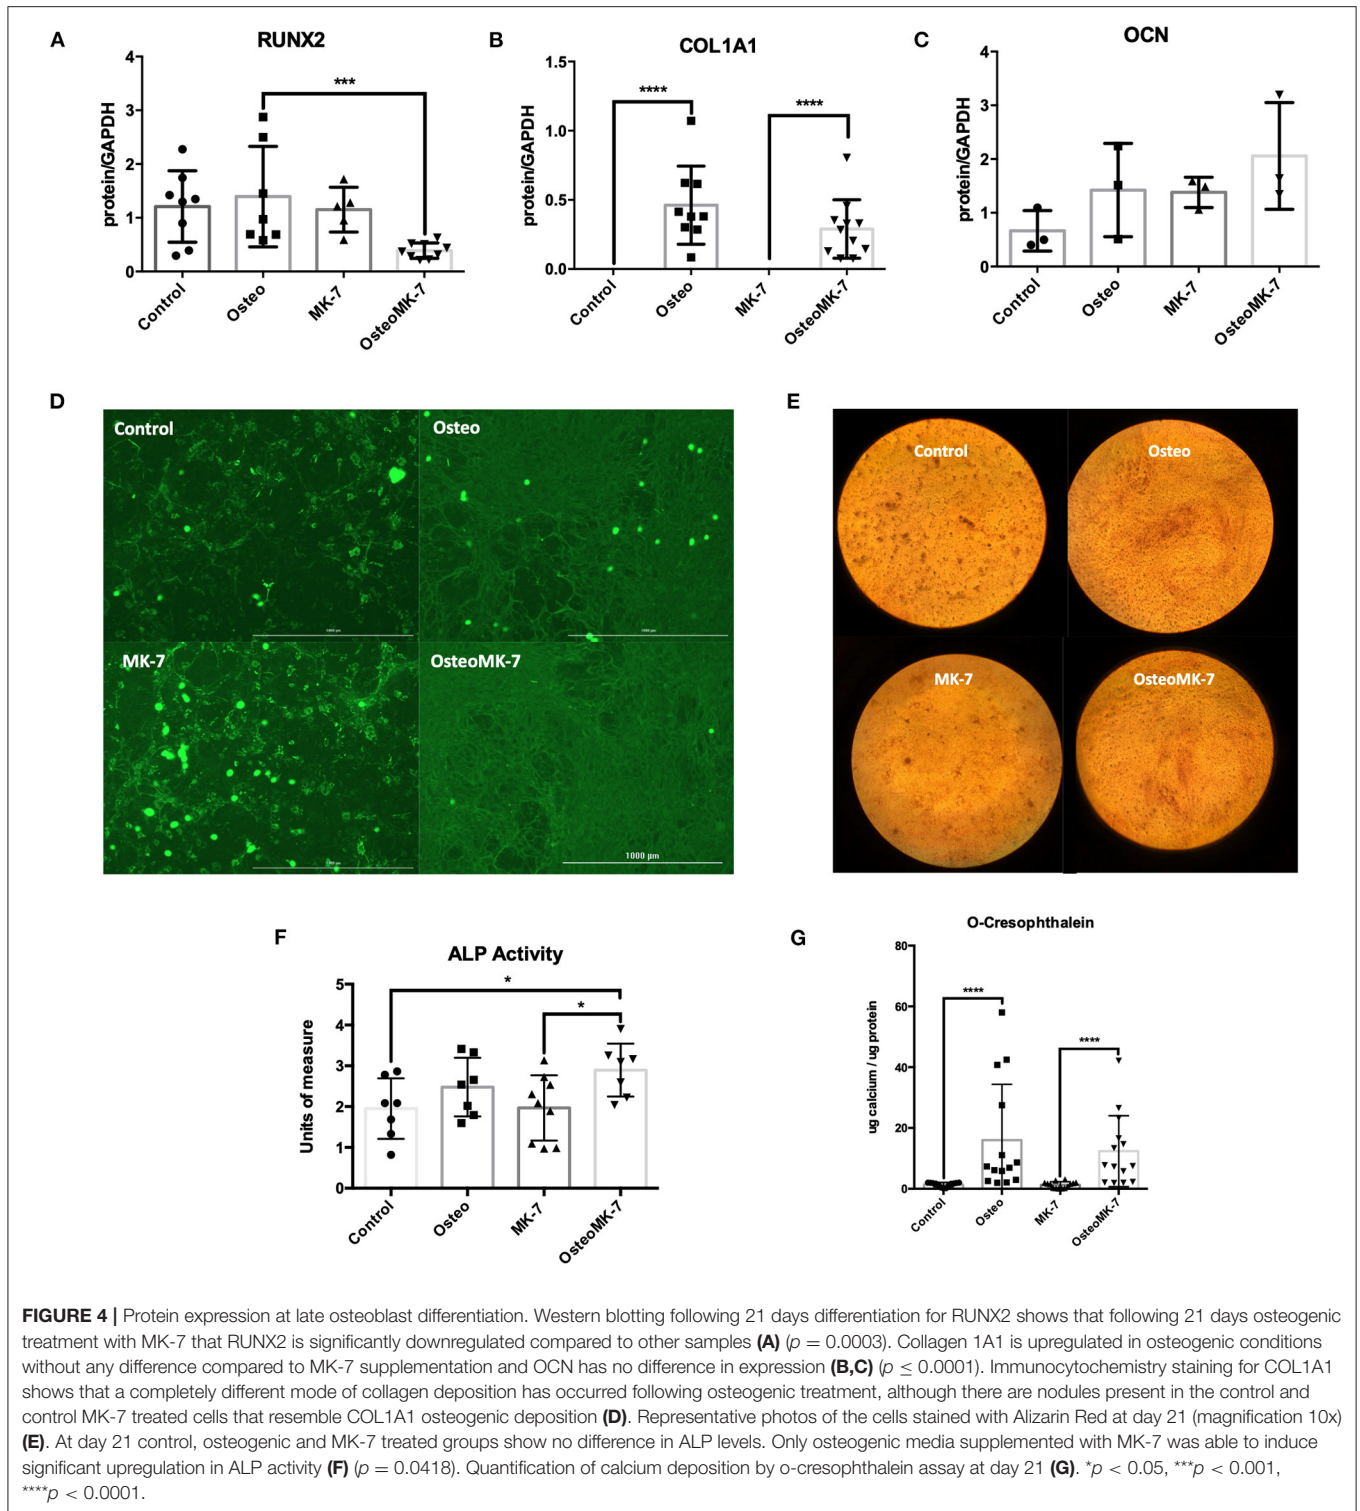 A
RUNX2
protein/GAPDH
4
3
2
1
0
***
Control
Osteo
MK-7
OsteoMK-7
B
COL1A1
protein/GAPDH
1.5
1.0
0.5
0.0
****
****
Control
Osteo
MK-7
OsteoMK-7
C
OCN
protein/GAPDH
4
3
2
1
0
Control
Osteo
MK-7
OsteoMK-7
D
Control
Osteo
1000 µm
1000 µm
MK-7
OsteoMK-7
1000 µm
1000 µm
E
Control
Osteo
MK-7
OsteoMK-7
F
ALP Activity
Units of measure
5
4
3
2
1
0
*
*
Control
Osteo
MK-7
OsteoMK-7
G
O-Cresophthalein
ug calcium / ug protein
80
60
40
20
0
****
****
Control
Osteo
MK-7
OsteoMK-7
FIGURE 4 | Protein expression at late osteoblast differentiation. Western blotting following 21 days differentiation for RUNX2 shows that following 21 days osteogenic
treatment with MK-7 that RUNX2 is significantly downregulated compared to other samples (A) (p = 0.0003). Collagen 1A1 is upregulated in osteogenic conditions
without any difference compared to MK-7 supplementation and OCN has no difference in expression (B,C) (p ≤ 0.0001). Immunocytochemistry staining for COL1A1
shows that a completely different mode of collagen deposition has occurred following osteogenic treatment, although there are nodules present in the control and
control MK-7 treated cells that resemble COL1A1 osteogenic deposition (D). Representative photos of the cells stained with Alizarin Red at day 21 (magnification 10x)
(E). At day 21 control, osteogenic and MK-7 treated groups show no difference in ALP levels. Only osteogenic media supplemented with MK-7 was able to induce
significant upregulation in ALP activity (F) (p = 0.0418). Quantification of calcium deposition by o-cresophthalein assay at day 21 (G). *p < 0.05, ***p < 0.001,
****p < 0.0001.